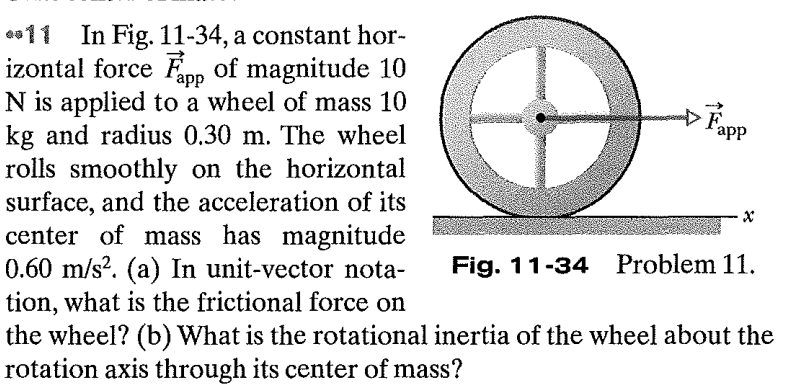 ••11 In Fig. 11-34, a constant hor-
izontal force F⃗app of magnitude 10
N is applied to a wheel of mass 10
kg and radius 0.30 m. The wheel
rolls smoothly on the horizontal
surface, and the acceleration of its
center of mass has magnitude
0.60 m/s². (a) In unit-vector nota-
tion, what is the frictional force on
the wheel? (b) What is the rotational inertia of the wheel about the
rotation axis through its center of mass?
F⃗app
x
Fig. 11-34 Problem 11.